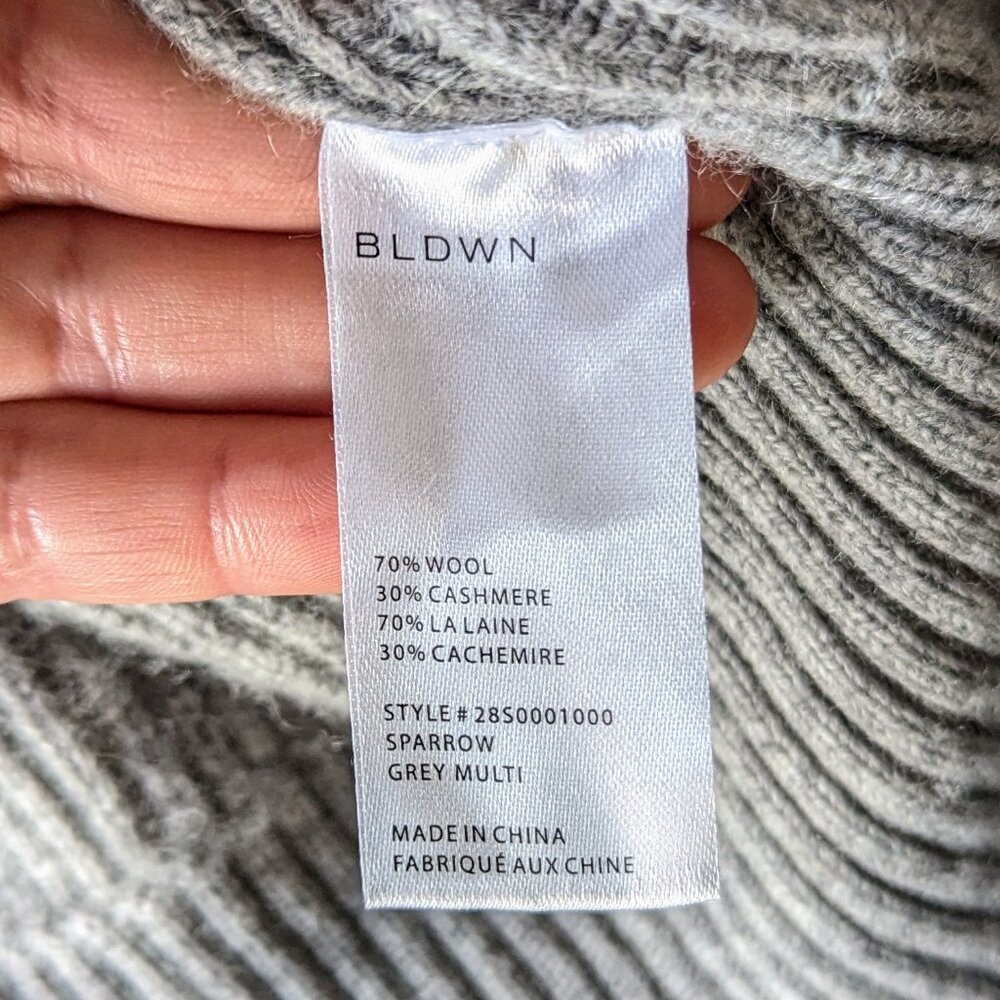 BLDWN
70% WOOL
30% CASHMERE
70% LA LAINE
30% CACHEMIRE
STYLE # 28S0001000
SPARROW
GREY MULTI
MADE IN CHINA
FABRIQUÉ AUX CHINE